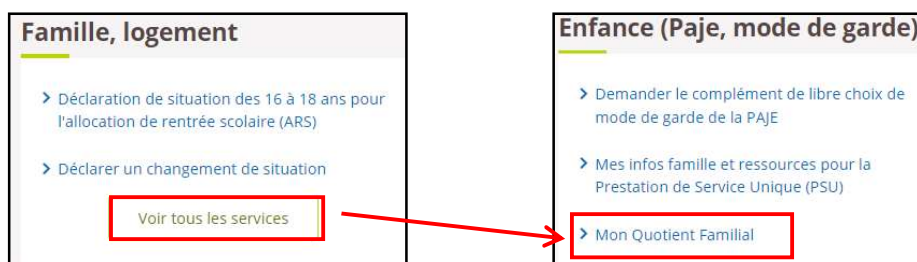 Famille, logement
Déclaration de situation des 16 à 18 ans pour
l'allocation de rentrée scolaire (ARS)
Déclarer un changement de situation
Voir tous les services
Enfance (Paje, mode de garde)
Demander le complément de libre choix de
mode de garde de la PAJE
Mes infos famille et ressources pour la
Prestation de Service Unique (PSU)
Mon Quotient Familial